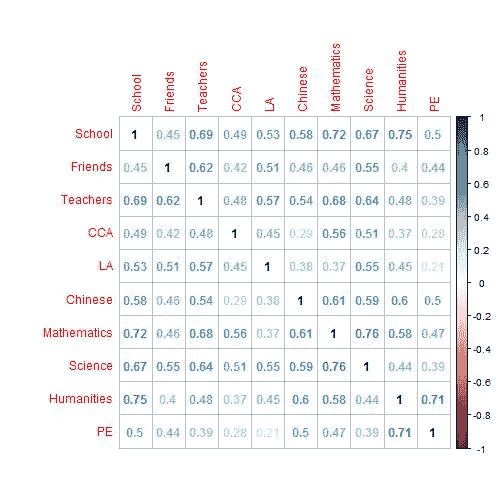 School Friends Teachers CCA LA Chinese Mathematics Science Humanities PE
School 1 0.45 0.69 0.49 0.53 0.58 0.72 0.67 0.75 0.5
Friends 0.45 1 0.62 0.42 0.51 0.46 0.46 0.55 0.4 0.44
Teachers 0.69 0.62 1 0.48 0.57 0.54 0.68 0.64 0.48 0.39
CCA 0.49 0.42 0.48 1 0.45 0.29 0.56 0.51 0.37 0.28
LA 0.53 0.51 0.57 0.45 1 0.38 0.37 0.55 0.45 0.21
Chinese 0.58 0.46 0.54 0.29 0.38 1 0.61 0.59 0.6 0.5
Mathematics 0.72 0.46 0.68 0.56 0.37 0.61 1 0.76 0.58 0.47
Science 0.67 0.55 0.64 0.51 0.55 0.59 0.76 1 0.44 0.39
Humanities 0.75 0.4 0.48 0.37 0.45 0.6 0.58 0.44 1 0.71
PE 0.5 0.44 0.39 0.28 0.21 0.5 0.47 0.39 0.71 1
1
0.8
0.6
0.4
0.2
0
-0.2
-0.4
-0.6
-0.8
-1